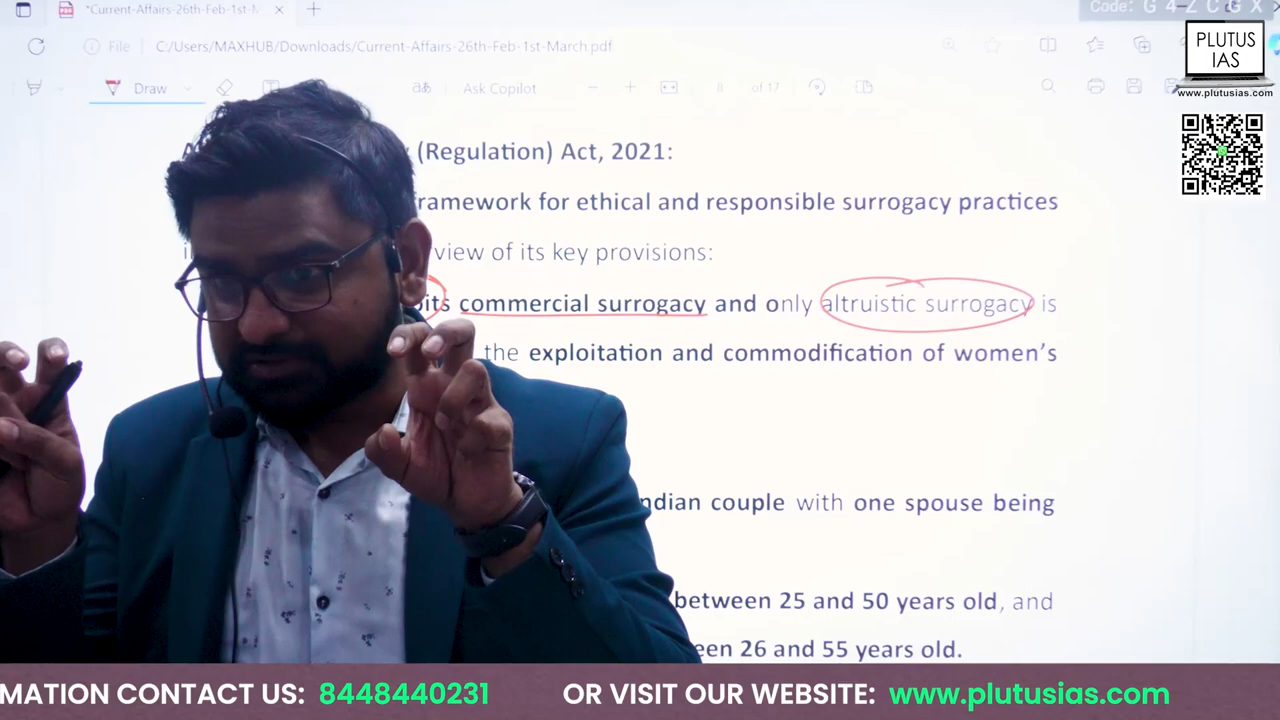 *Current-Affairs-26th-Feb-1st-M
Code: G 4 Z C G X
File C:/Users/MAXHUB/Downloads/Current-Affairs-26th-Feb-1st-March.pdf
PLUTUS
IAS
www.plutusias.com
Draw
Ask Copilot
8 of 17
(Regulation) Act, 2021:
ramework for ethical and responsible surrogacy practices
view of its key provisions:
its commercial surrogacy and only altruistic surrogacy is
the exploitation and commodification of women's
ndian couple with one spouse being
between 25 and 50 years old, and
een 26 and 55 years old.
MATION CONTACT US: 8448440231 OR VISIT OUR WEBSITE: www.plutusias.com